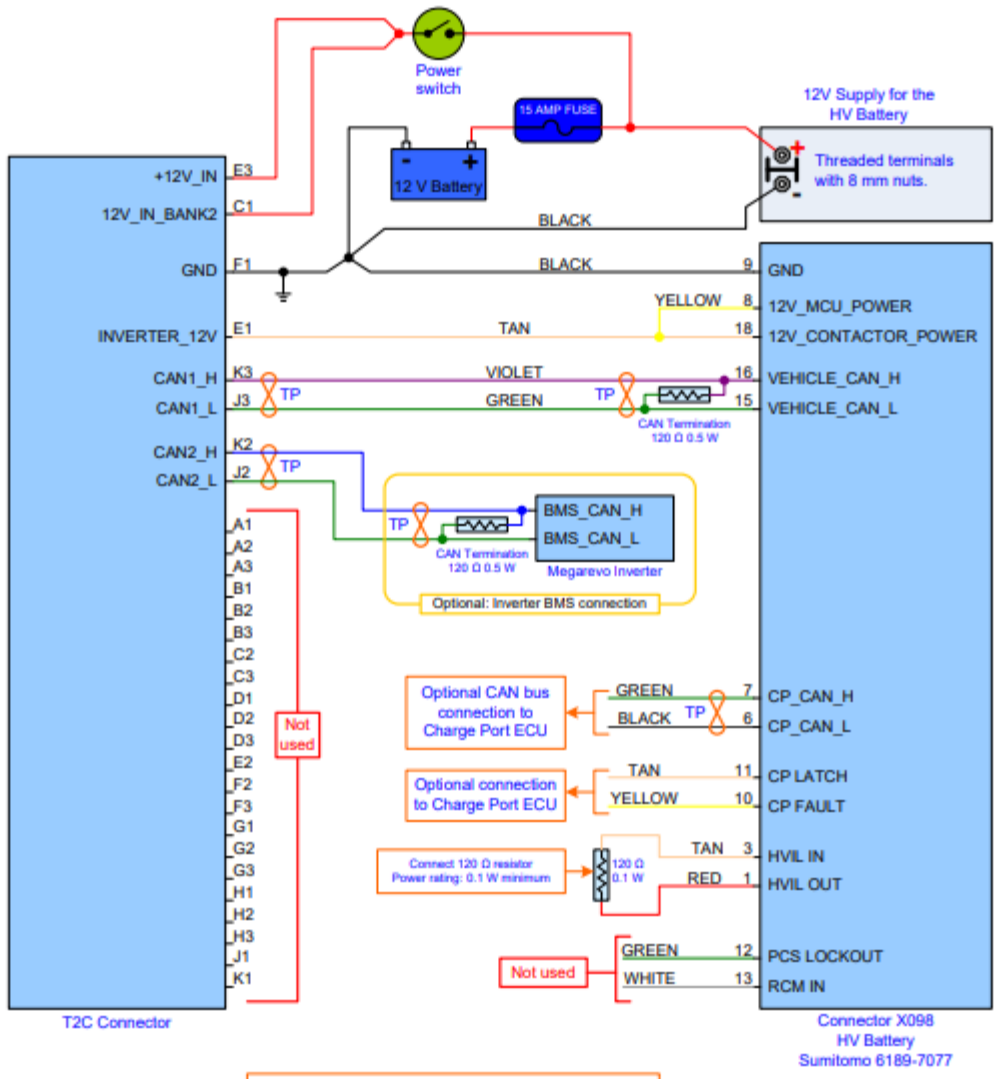 Power
switch
15 AMP FUSE
12V Supply for the
HV Battery
+
Threaded terminals
with 8 mm nuts.
-
- +
12 V Battery
+12V_IN E3
12V_IN_BANK2 C1
BLACK
GND F1
BLACK
9 GND
YELLOW 8 12V_MCU_POWER
INVERTER_12V E1
TAN
18 12V_CONTACTOR_POWER
CAN1_H K3
VIOLET
16 VEHICLE_CAN_H
TP
TP
CAN1_L J3
GREEN
15 VEHICLE_CAN_L
CAN Termination
120 Ω 0.5 W
CAN2_H K2
TP
CAN2_L J2
BMS_CAN_H
TP
BMS_CAN_L
CAN Termination
120 Ω 0.5 W
Megarevo Inverter
Optional: Inverter BMS connection
A1
A2
A3
B1
B2
B3
C2
C3
D1
D2
D3
E2
F2
F3
G1
G2
G3
H1
H2
H3
J1
K1
Not
used
Optional CAN bus
connection to
Charge Port ECU
GREEN 7 CP_CAN_H
TP
BLACK 6 CP_CAN_L
Optional connection
to Charge Port ECU
TAN 11 CP LATCH
YELLOW 10 CP FAULT
Connect 120 Ω resistor
Power rating: 0.1 W minimum
120 Ω
0.1 W
TAN 3 HVIL IN
RED 1 HVIL OUT
Not used
GREEN 12 PCS LOCKOUT
WHITE 13 RCM IN
T2C Connector
Connector X098
HV Battery
Sumitomo 6189-7077